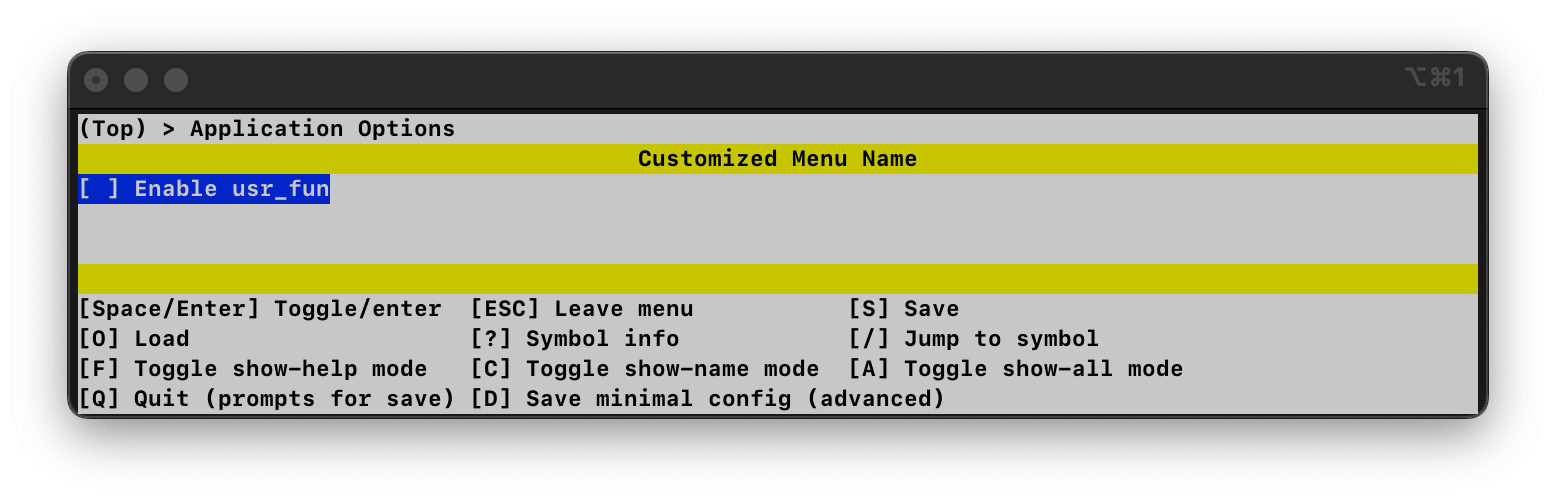 ⌥⌘1
(Top) > Application Options
Customized Menu Name
[ ] Enable usr_fun
[Space/Enter] Toggle/enter [ESC] Leave menu [S] Save
[O] Load [?] Symbol info [/] Jump to symbol
[F] Toggle show-help mode [C] Toggle show-name mode [A] Toggle show-all mode
[Q] Quit (prompts for save) [D] Save minimal config (advanced)